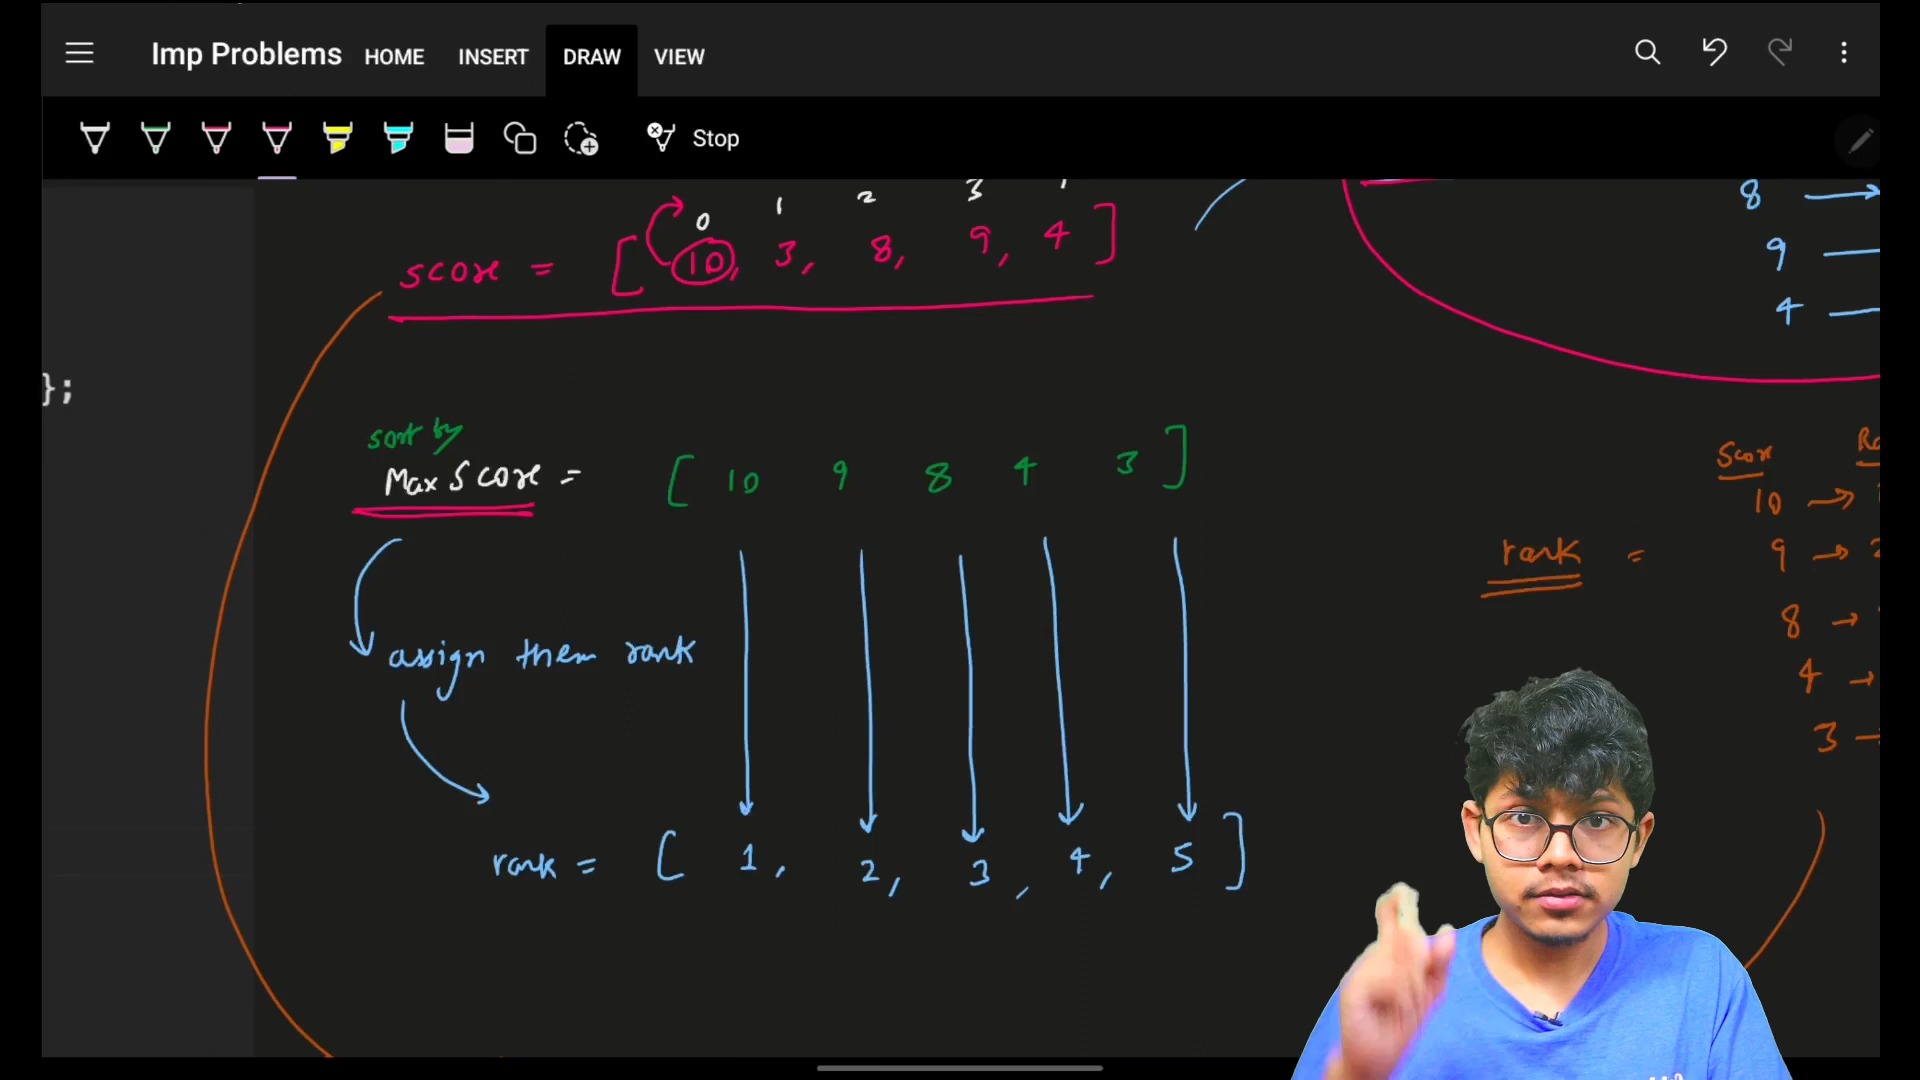 Imp Problems HOME INSERT DRAW VIEW
Stop
0 1 2 3
score = [ 10, 3, 8, 9, 4 ]
8 →
9
4
};
sort by
Max Score = [ 10 9 8 4 3 ]
assign them rank
rank = [ 1, 2, 3, 4, 5 ]
Score
rank =
10 →
9 →
8 →
4 →
3